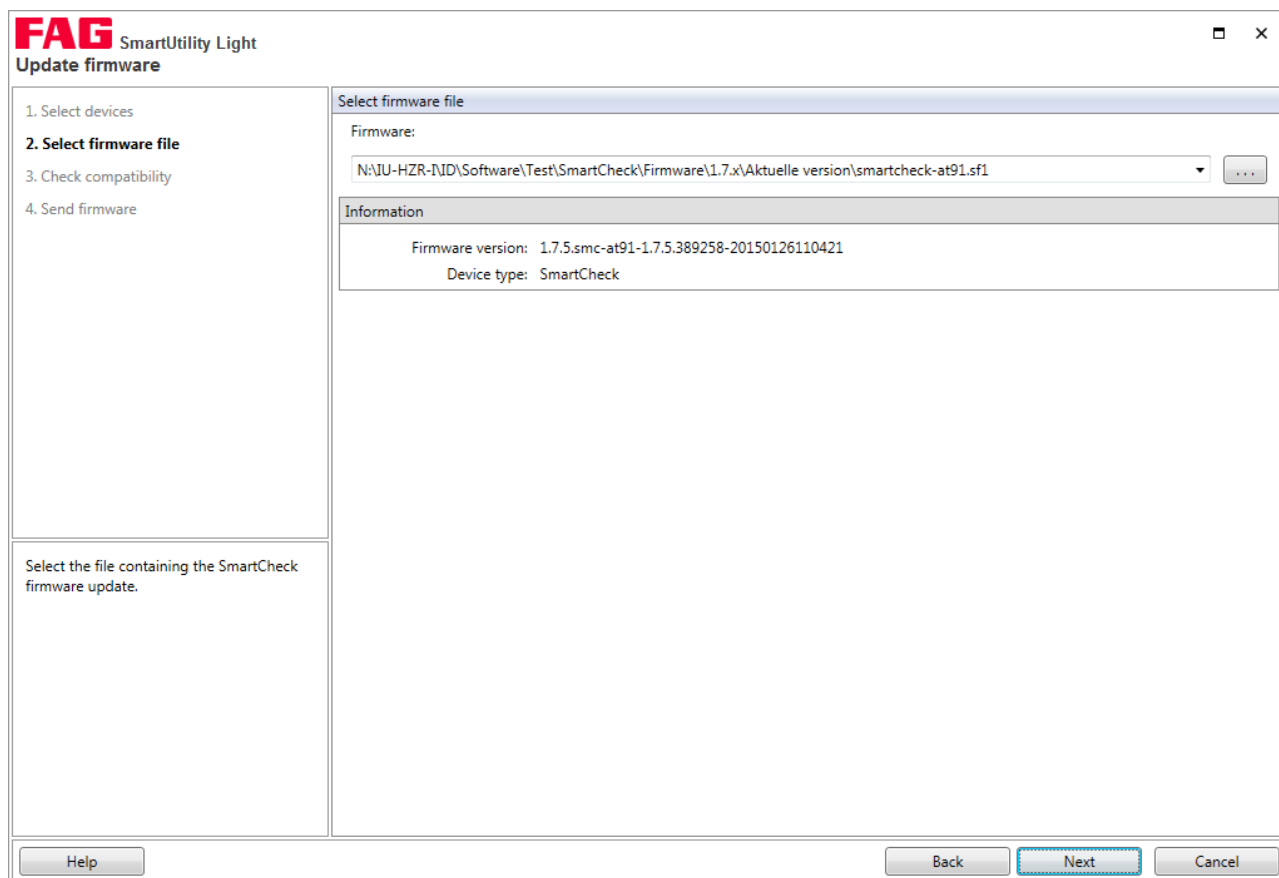 FAG SmartUtility Light
Update firmware
1. Select devices
2. Select firmware file
3. Check compatibility
4. Send firmware
Select the file containing the SmartCheck
firmware update.
Select firmware file
Firmware:
N:\IU-HZR-I\ID\Software\Test\SmartCheck\Firmware\1.7.x\Aktuelle version\smartcheck-at91.sf1
...
Information
Firmware version: 1.7.5.smc-at91-1.7.5.389258-20150126110421
Device type: SmartCheck
Help
Back
Next
Cancel